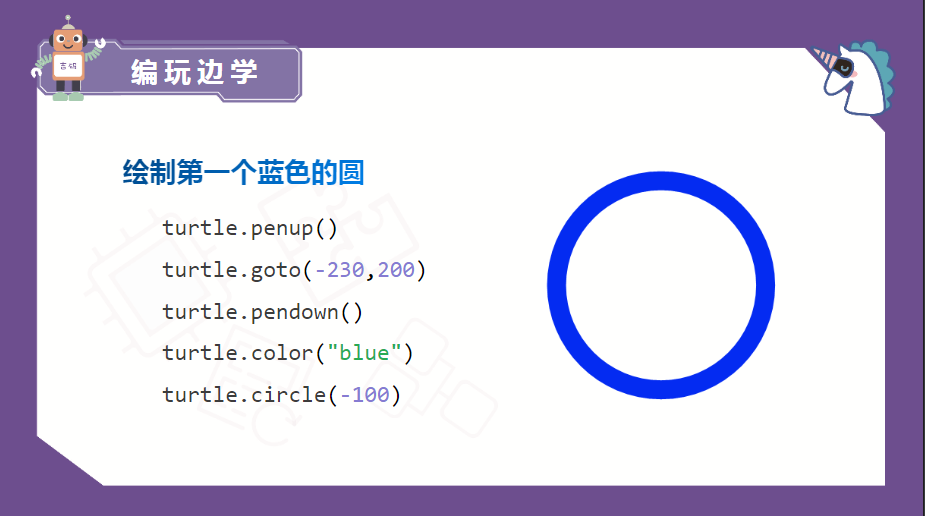 编玩边学
绘制第一个蓝色的圆
turtle.penup()
turtle.goto(-230,200)
turtle.pendown()
turtle.color("blue")
turtle.circle(-100)